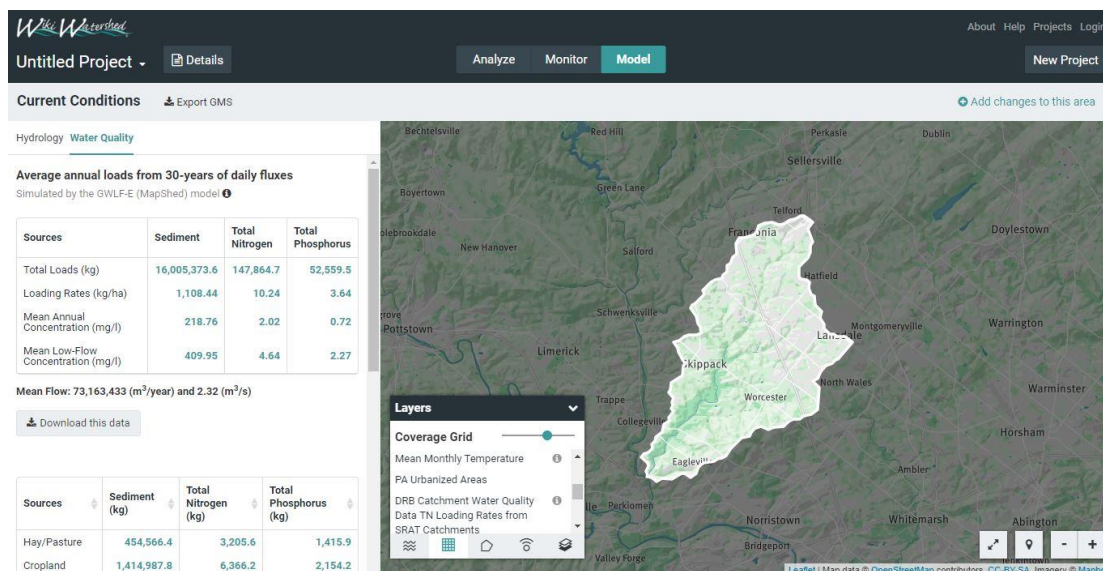 Wiki Watershed
About Help Projects Login
Untitled Project
Details
Analyze Monitor Model
New Project
Current Conditions
Export GMS
Add changes to this area
Hydrology Water Quality
Average annual loads from 30-years of daily fluxes
Simulated by the GWLF-E (MapShed) model
Sources Sediment Total Nitrogen Total Phosphorus
Total Loads (kg) 16,005,373.6 147,864.7 52,559.5
Loading Rates (kg/ha) 1,108.44 10.24 3.64
Mean Annual
Concentration (mg/l) 218.76 2.02 0.72
Mean Low-Flow
Concentration (mg/l) 409.95 4.64 2.27
Mean Flow: 73,163,433 (m³/year) and 2.32 (m³/s)
Download this data
Sources Sediment (kg) Total Nitrogen (kg) Total Phosphorus (kg)
Hay/Pasture 454,566.4 3,205.6 1,415.9
Cropland 1,414,987.8 6,366.2 2,154.2
Bechtelsville
Red Hill
Perkasie
Dublin
Sellersville
Boyertown
Green Lane
Telford
olebrookdale
New Hanover
Salford
Franconia
Doylestown
Hatfield
Schwenksville
grove
Pottstown
Montgomeryville
Warrington
Lansdale
Limerick
Skippack
North Wales
Warminster
Trappe
Worcester
Collegeville
Horsham
Eagleville
Ambler
Perkiomen
Norristown
Whitemarsh
Abington
Bridgeport
Valley Forge
Layers
Coverage Grid
Mean Monthly Temperature
PA Urbanized Areas
DRB Catchment Water Quality
Data TN Loading Rates from
SRAT Catchments
- +
Leaflet | Map data © OpenStreetMap contributors, CC-BY-SA, Imagery © Mapbo